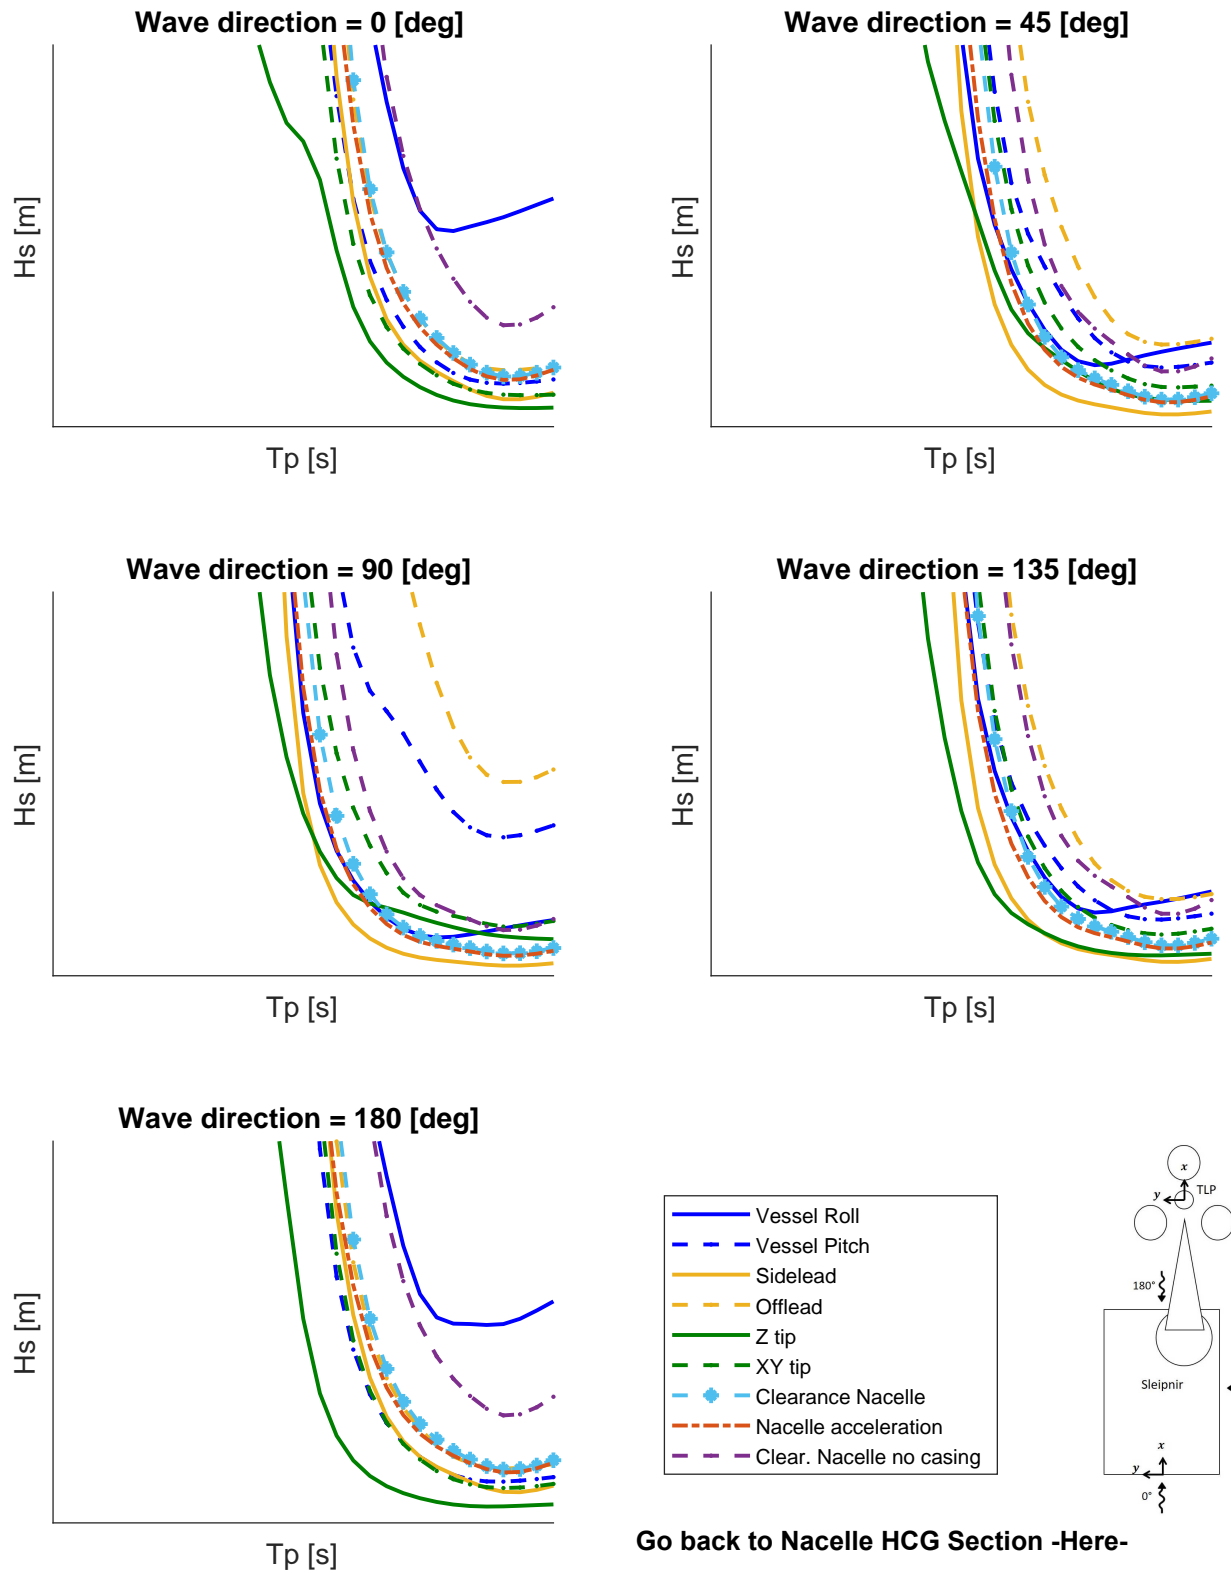 Wave direction = 0 [deg]
Hs [m]
Tp [s]
Wave direction = 45 [deg]
Hs [m]
Tp [s]
Wave direction = 90 [deg]
Hs [m]
Tp [s]
Wave direction = 135 [deg]
Hs [m]
Tp [s]
Wave direction = 180 [deg]
Hs [m]
Tp [s]
Vessel Roll
Vessel Pitch
Sidelead
Offlead
Z tip
XY tip
Clearance Nacelle
Nacelle acceleration
Clear. Nacelle no casing
x
TLP
y
180°
Sleipnir
x
y
0°
Go back to Nacelle HCG Section -Here-